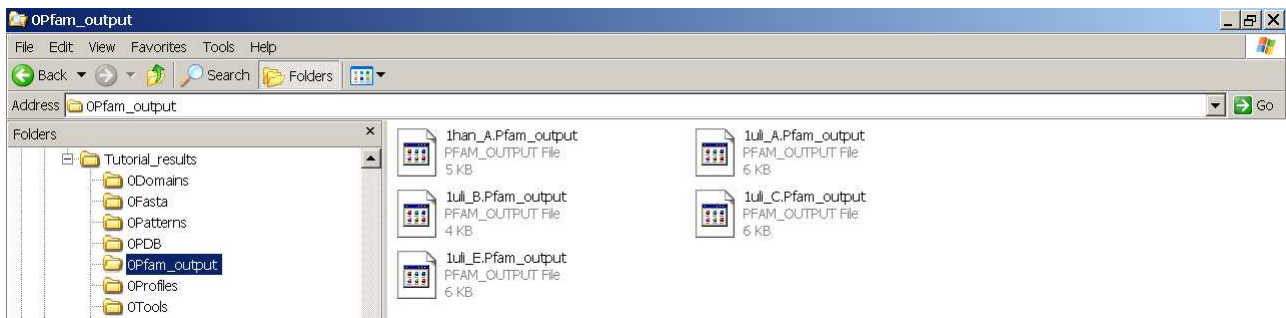 0Pfam_output
File Edit View Favorites Tools Help
Back Search Folders
Address 0Pfam_output Go
Folders
Tutorial_results
0Domains
0Fasta
0Patterns
0PDB
0Pfam_output
0Profiles
0Tools
1han_A.Pfam_output
PFAM_OUTPUT File
5 KB
1uli_A.Pfam_output
PFAM_OUTPUT File
6 KB
1uli_B.Pfam_output
PFAM_OUTPUT File
4 KB
1uli_C.Pfam_output
PFAM_OUTPUT File
6 KB
1uli_E.Pfam_output
PFAM_OUTPUT File
6 KB